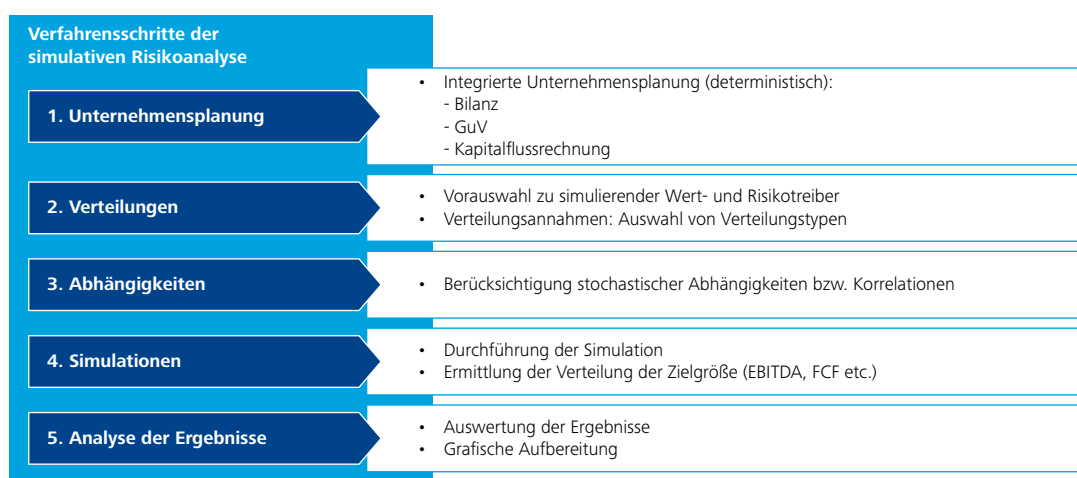 Verfahrensschritte der
simulativen Risikoanalyse
1. Unternehmensplanung
• Integrierte Unternehmensplanung (deterministisch):
- Bilanz
- GuV
- Kapitalflussrechnung
2. Verteilungen
• Vorauswahl zu simulierender Wert- und Risikotreiber
• Verteilungsannahmen: Auswahl von Verteilungstypen
3. Abhängigkeiten
• Berücksichtigung stochastischer Abhängigkeiten bzw. Korrelationen
4. Simulationen
• Durchführung der Simulation
• Ermittlung der Verteilung der Zielgröße (EBITDA, FCF etc.)
5. Analyse der Ergebnisse
• Auswertung der Ergebnisse
• Grafische Aufbereitung